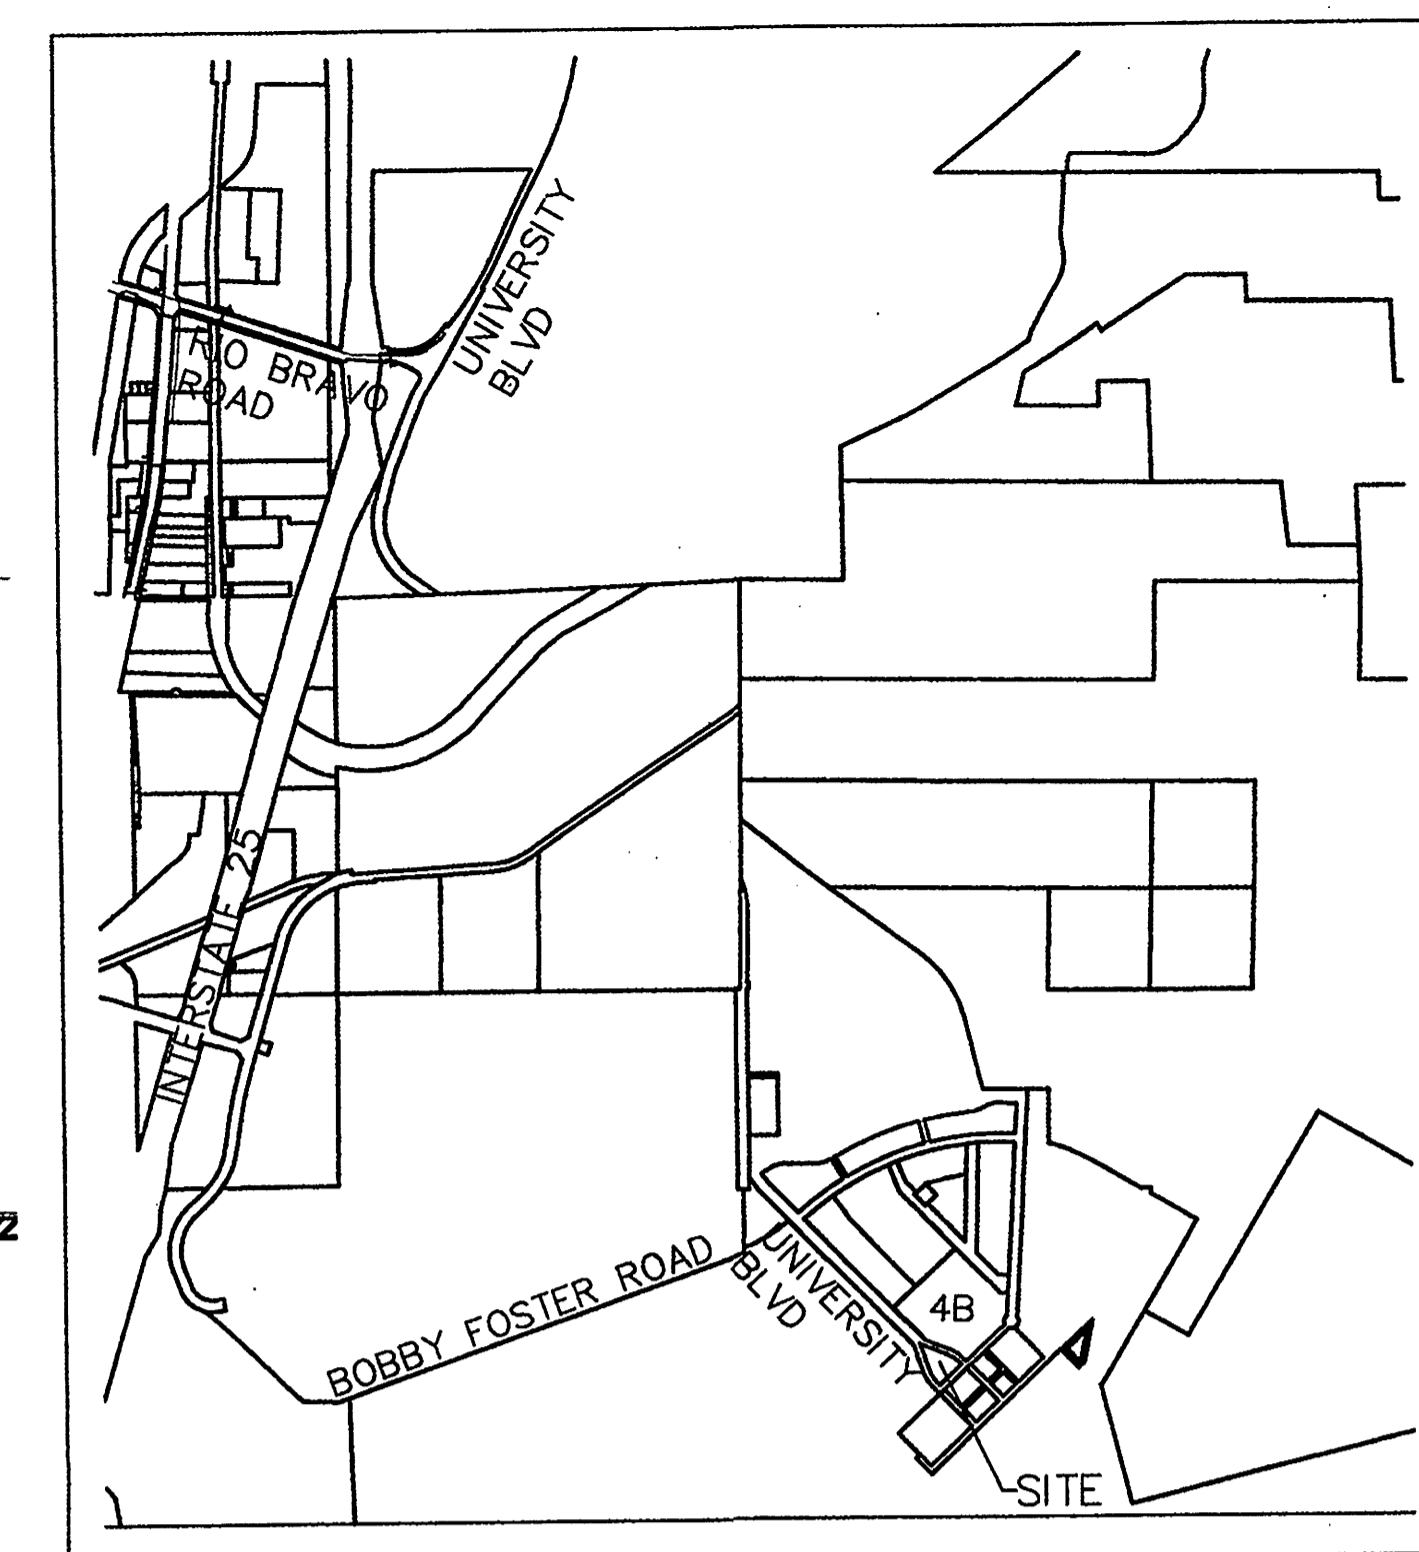 UNIVERSITY
BLVD
RIO BRAVO
ROAD
INTERSTATE 25
BOBBY FOSTER ROAD
UNIVERSITY
BLVD
4B
SITE